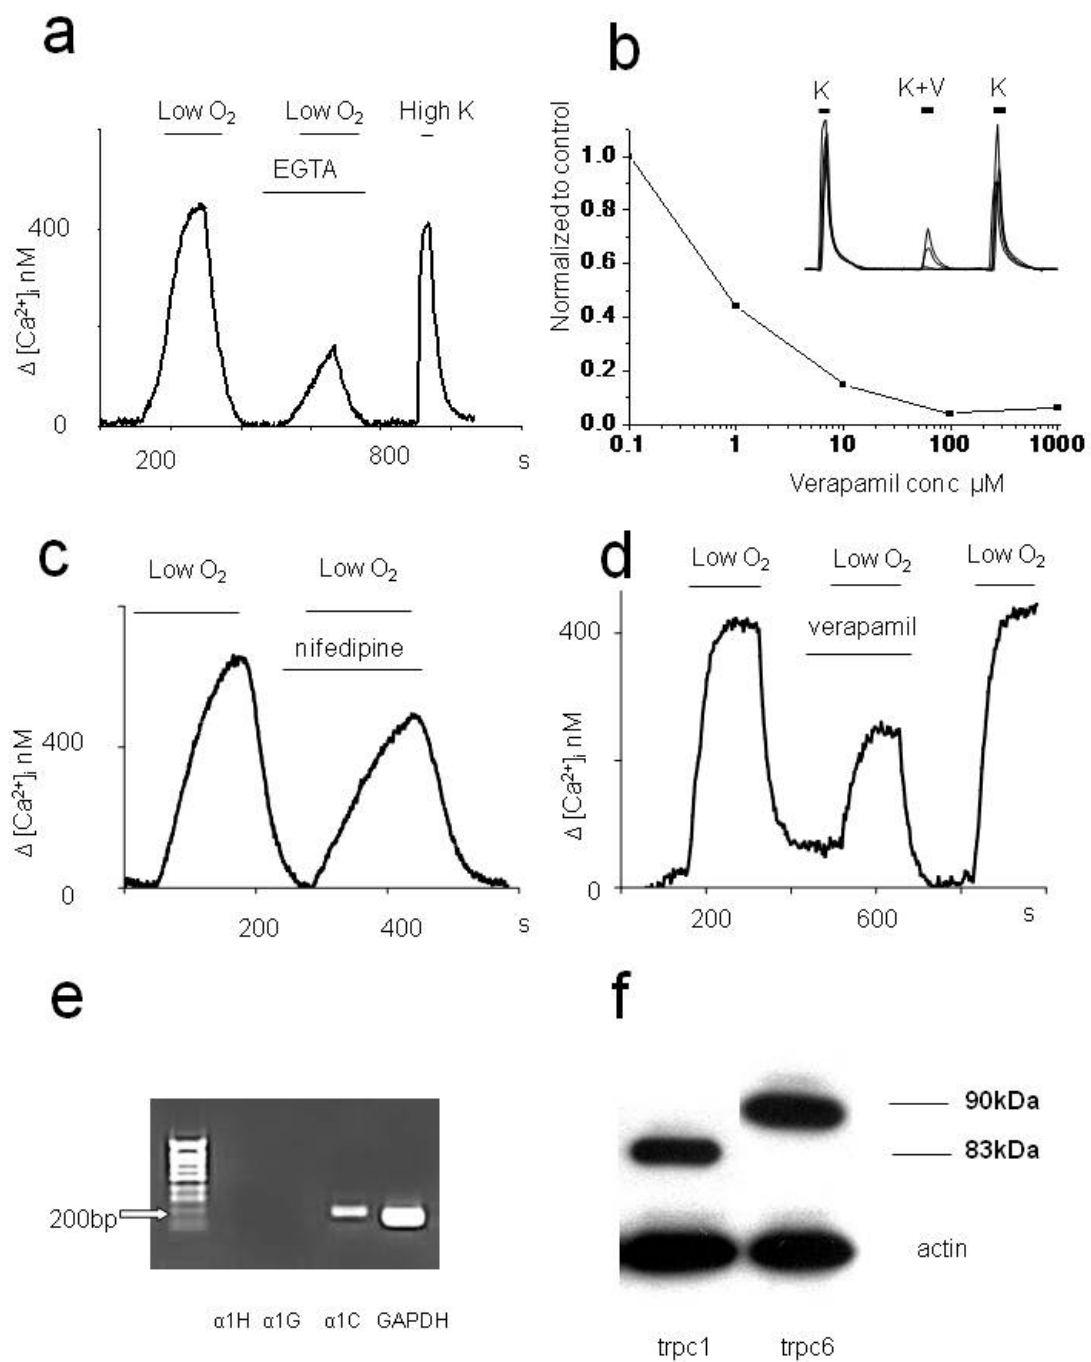 a
Low O2 Low O2 High K
EGTA
400
Δ [Ca2+]i nM
0
200 800 s
b
K K+V K
Normalized to control
1.0
0.8
0.6
0.4
0.2
0.0
0.1 1 10 100 1000
Verapamil conc µM
c
Low O2 Low O2
nifedipine
400
Δ [Ca2+]i nM
0
200 400 s
d
Low O2 Low O2 Low O2
verapamil
400
Δ [Ca2+]i nM
0
200 600 s
e
200bp
α1H α1G α1C GAPDH
f
90kDa
83kDa
actin
trpc1 trpc6